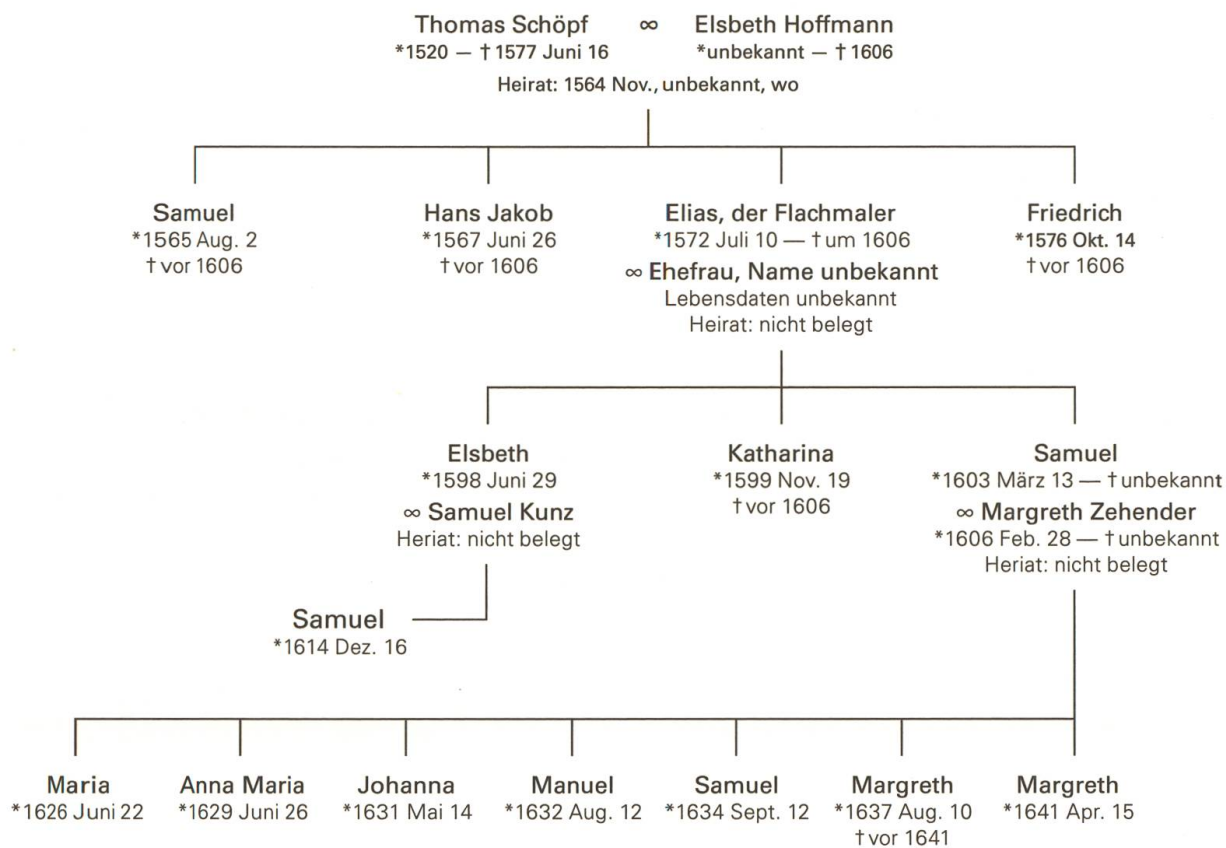 Thomas Schöpf ∞ Elsbeth Hoffmann
*1520 — † 1577 Juni 16 *unbekannt — † 1606
Heirat: 1564 Nov., unbekannt, wo
Samuel Hans Jakob Elias, der Flachmaler Friedrich
*1565 Aug. 2 *1567 Juni 26 *1572 Juli 10 — † um 1606 *1576 Okt. 14
† vor 1606 † vor 1606 † vor 1606
∞ Ehefrau, Name unbekannt
Lebensdaten unbekannt
Heirat: nicht belegt
Elsbeth Katharina Samuel
*1598 Juni 29 *1599 Nov. 19 *1603 März 13 — † unbekannt
† vor 1606
∞ Samuel Kunz ∞ Margreth Zehender
Heriat: nicht belegt *1606 Feb. 28 — † unbekannt
Heriat: nicht belegt
Samuel
*1614 Dez. 16
Maria Anna Maria Johanna Manuel Samuel Margreth Margreth
*1626 Juni 22 *1629 Juni 26 *1631 Mai 14 *1632 Aug. 12 *1634 Sept. 12 *1637 Aug. 10 *1641 Apr. 15
† vor 1641